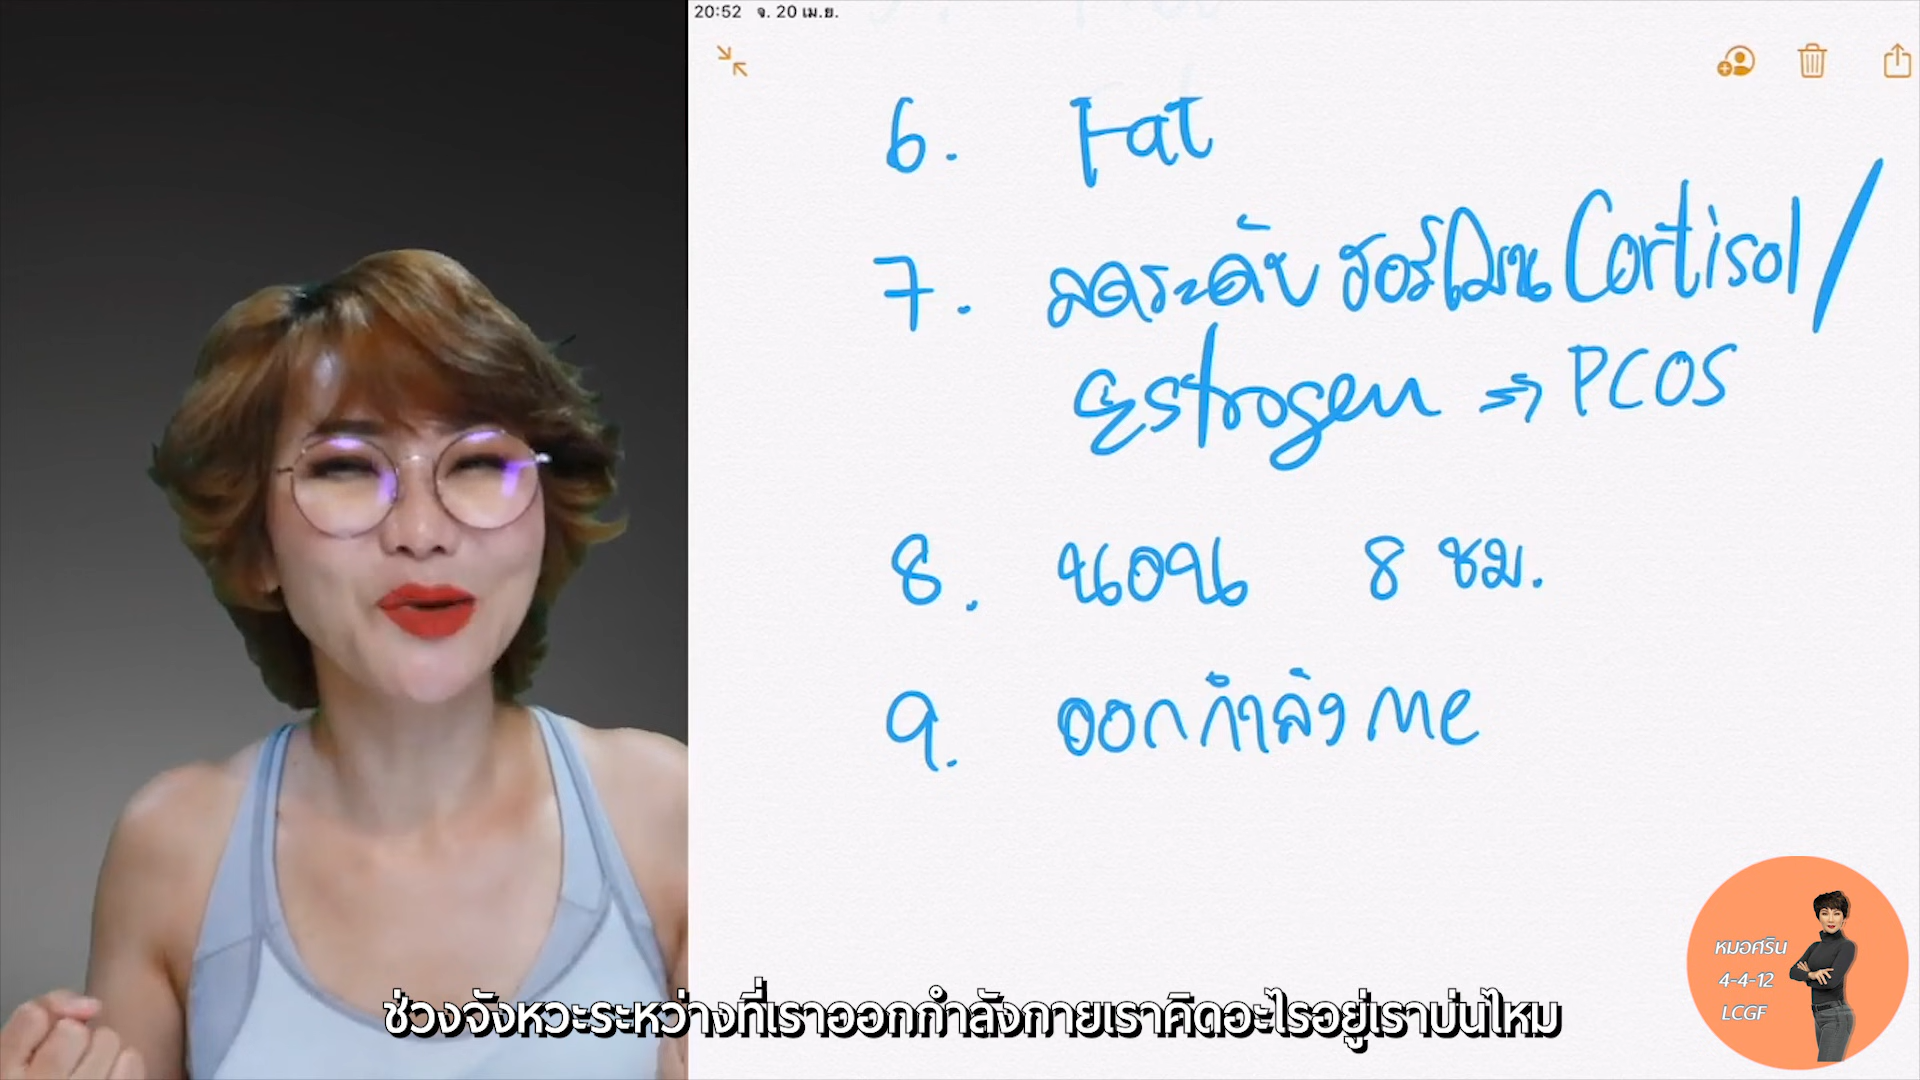 20:52 จ. 20 เม.ย.
6. Fat
7. ลดระดับ ฮอร์โมน Cortisol /
Estrogen => PCOS
8. นอน 8 ชม.
9. ออกกำลัง
หมอศริน
4-4-12
LCGF
ช่วงจังหวะระหว่างที่เราออกกำลังกายเราคิดอะไรอยู่เราบ่นไหม